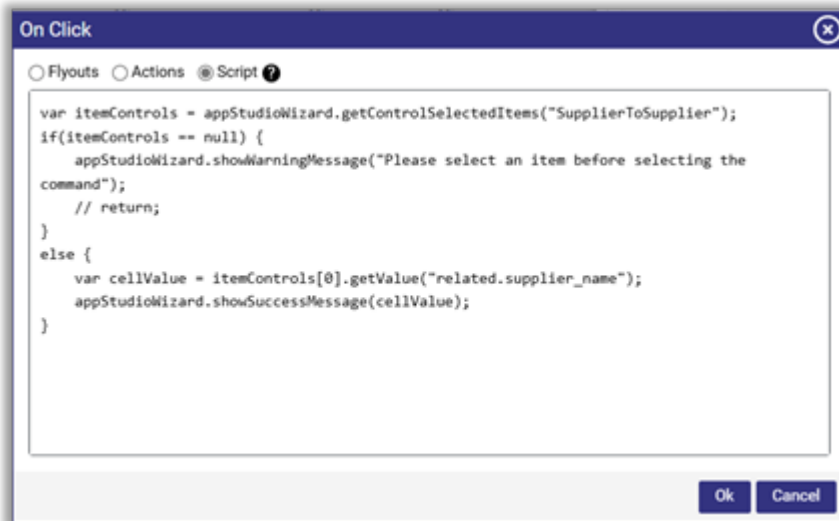 On Click
Flyouts Actions Script ?
var itemControls = appStudioWizard.getControlSelectedItems("SupplierToSupplier");
if(itemControls == null) {
appStudioWizard.showWarningMessage("Please select an item before selecting the
command");
// return;
}
else {
var cellValue = itemControls[0].getValue("related.supplier_name");
appStudioWizard.showSuccessMessage(cellValue);
}
Ok Cancel